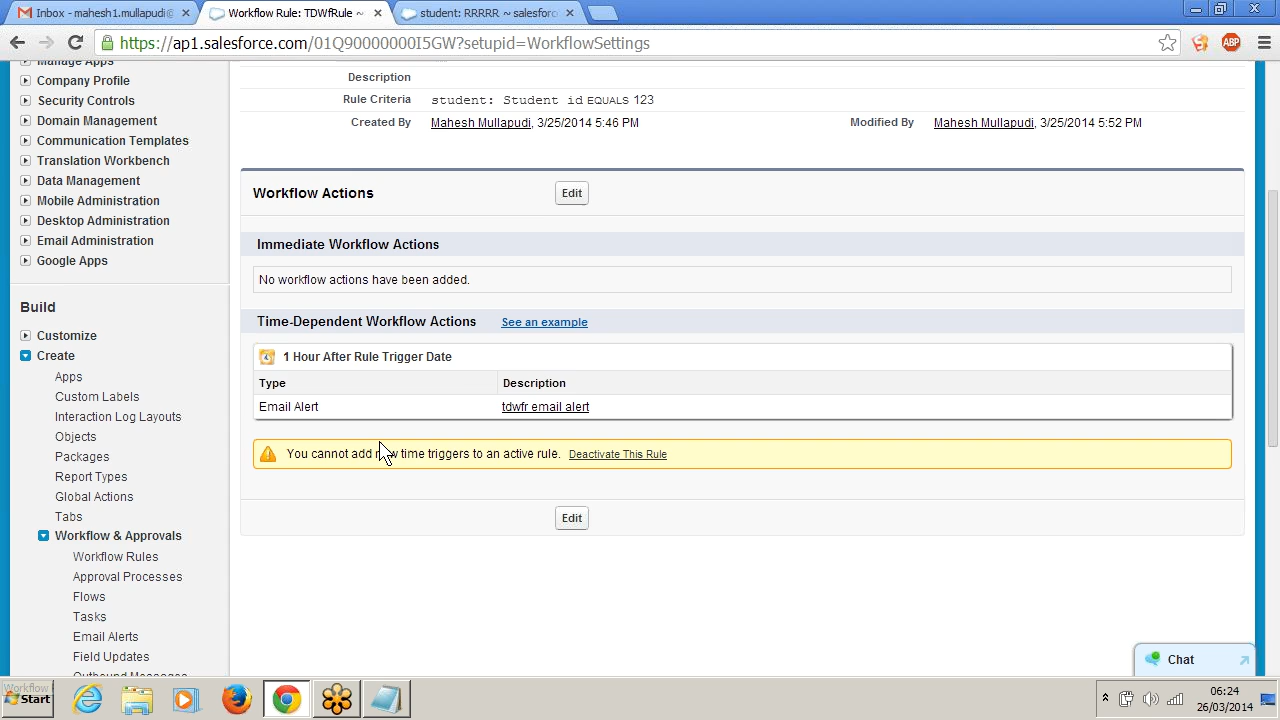 Inbox - mahesh1.mullapudi@
Workflow Rule: TDWfRule ~
student: RRRRR ~ salesforc
https://ap1.salesforce.com/01Q90000000I5GW?setupid=WorkflowSettings
ABP
Manage Apps
Company Profile
Security Controls
Domain Management
Communication Templates
Translation Workbench
Data Management
Mobile Administration
Desktop Administration
Email Administration
Google Apps
Build
Customize
Create
Apps
Custom Labels
Interaction Log Layouts
Objects
Packages
Report Types
Global Actions
Tabs
Workflow & Approvals
Workflow Rules
Approval Processes
Flows
Tasks
Email Alerts
Field Updates
Outbound Messages
Description
Rule Criteria student: Student id EQUALS 123
Created By Mahesh Mullapudi, 3/25/2014 5:46 PM Modified By Mahesh Mullapudi, 3/25/2014 5:52 PM
Workflow Actions Edit
Immediate Workflow Actions
No workflow actions have been added.
Time-Dependent Workflow Actions See an example
1 Hour After Rule Trigger Date
Type Description
Email Alert tdwfr email alert
You cannot add new time triggers to an active rule. Deactivate This Rule
Edit
Chat
Workflow
Start
06:24
26/03/2014